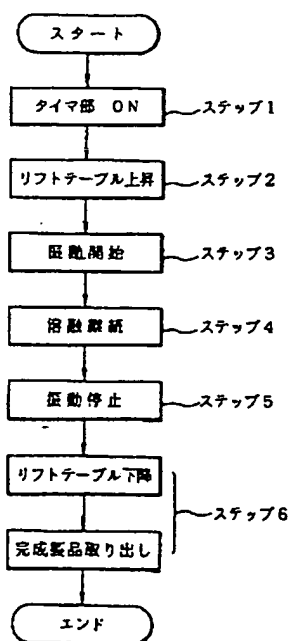 スタート
タイマ部 ON
ステップ1
リフトテーブル上昇
ステップ2
振動開始
ステップ3
溶融継続
ステップ4
振動停止
ステップ5
リフトテーブル下降
ステップ6
完成製品取り出し
エンド